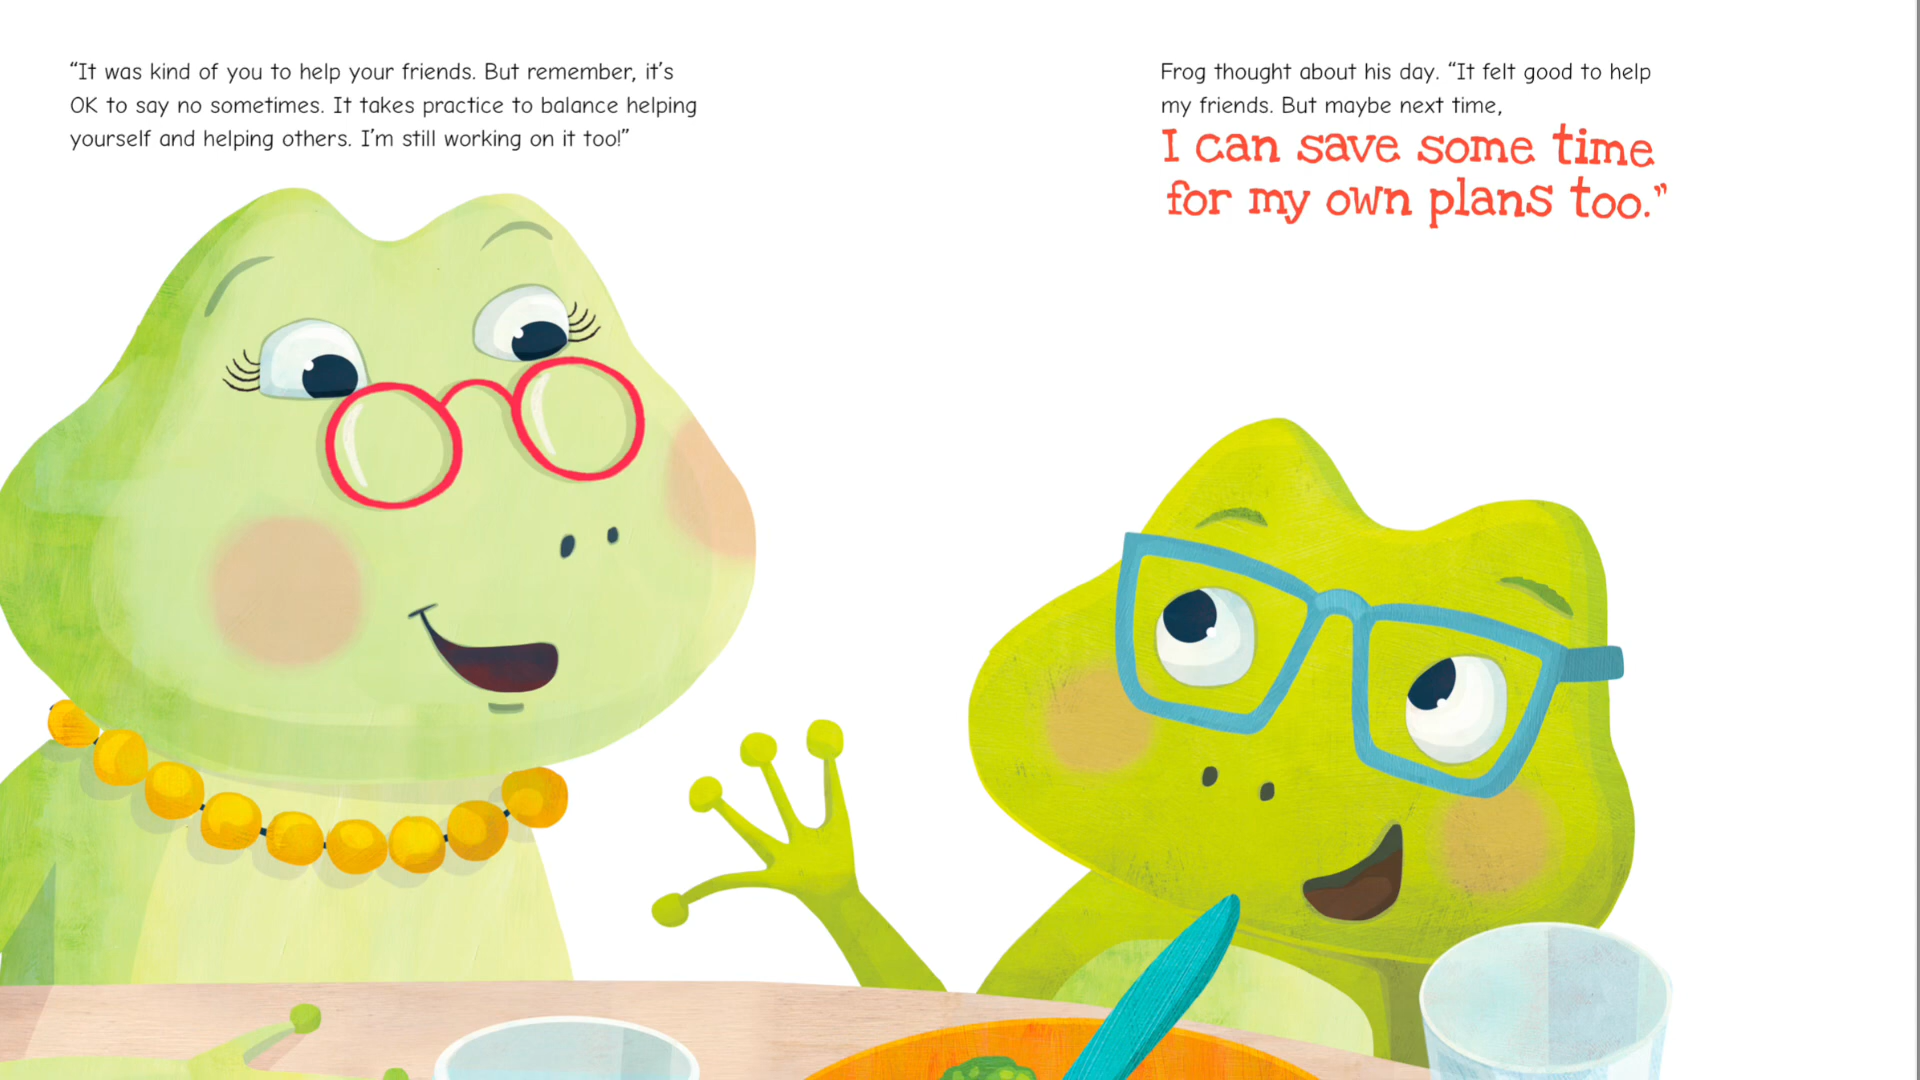 “It was kind of you to help your friends. But remember, it’s
OK to say no sometimes. It takes practice to balance helping
yourself and helping others. I’m still working on it too!”
Frog thought about his day. “It felt good to help
my friends. But maybe next time,
I can save some time
for my own plans too.”